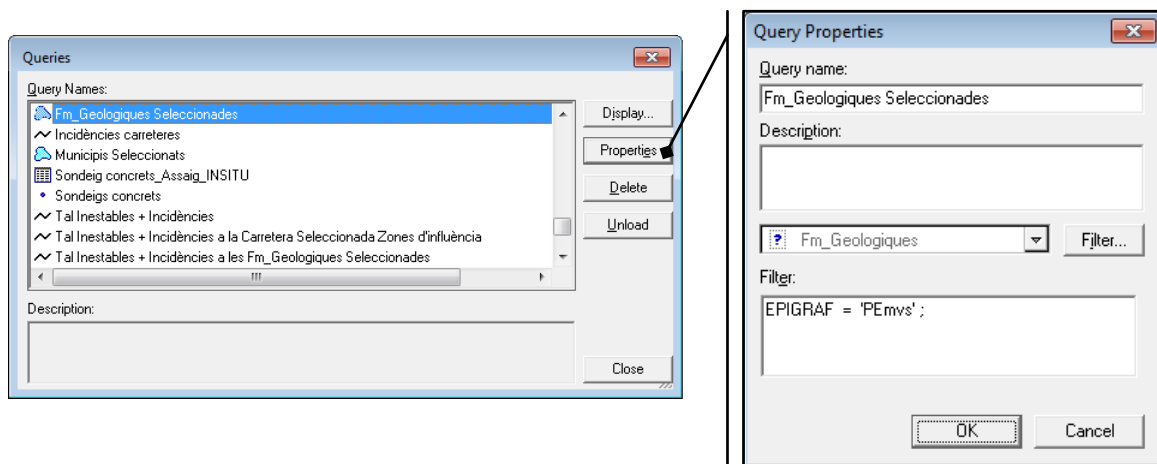 Queries
Query Names:
Fm_Geologiques Seleccionades
Incidències carreteres
Municipis Seleccionats
Sondeig concrets_Assaig_INSITU
Sondeigs concrets
Tal Inestables + Incidències
Tal Inestables + Incidències a la Carretera Seleccionada Zones d'influència
Tal Inestables + Incidències a les Fm_Geologiques Seleccionades
Display...
Properties
Delete
Unload
Description:
Close
Query Properties
Query name:
Fm_Geologiques Seleccionades
Description:
Fm_Geologiques
Filter...
Filter:
EPIGRAF = 'PEmvs' ;
OK
Cancel